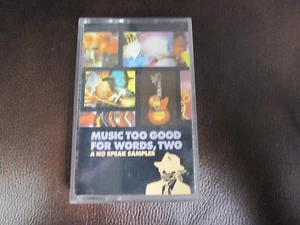 MUSIC TOO GOOD
FOR WORDS, TWO
A NO SPEAK SAMPLER